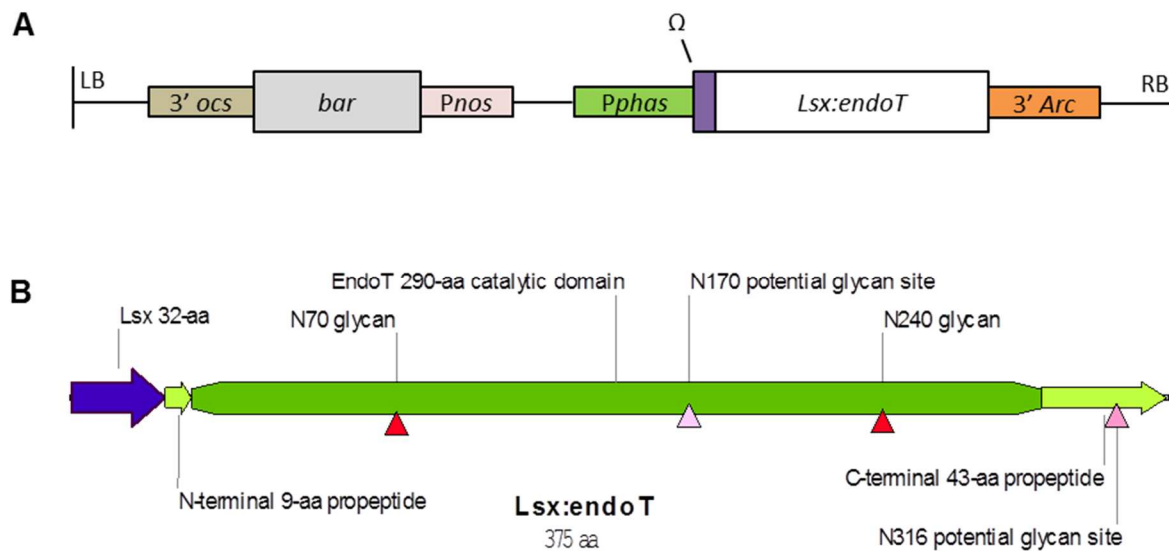 A
Ω
LB
RB
3' ocs
bar
Pnos
Pphas
Lsx:endoT
3' Arc
B
EndoT 290-aa catalytic domain
N170 potential glycan site
Lsx 32-aa
N70 glycan
N240 glycan
N-terminal 9-aa propeptide
C-terminal 43-aa propeptide
Lsx:endoT
375 aa
N316 potential glycan site